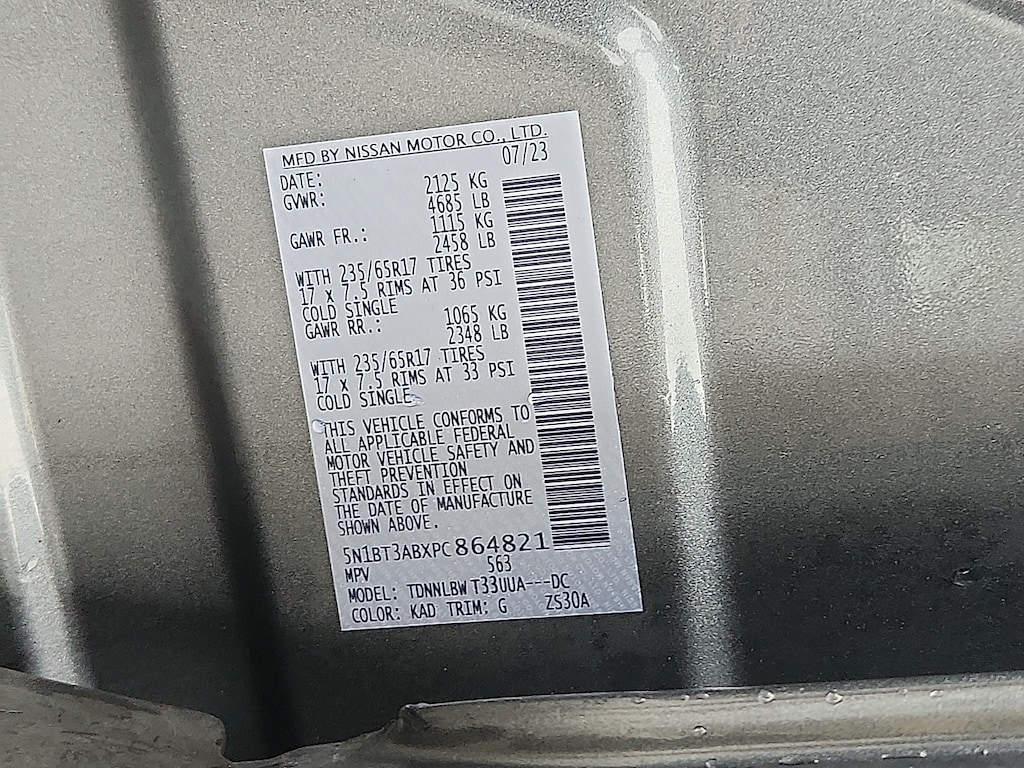 MFD BY NISSAN MOTOR CO., LTD.
DATE: 07/23
GVWR: 2125 KG
4685 LB
GAWR FR.: 1115 KG
2458 LB
WITH 235/65R17 TIRES
17 x 7.5 RIMS AT 36 PSI
COLD SINGLE
GAWR RR.: 1065 KG
2348 LB
WITH 235/65R17 TIRES
17 x 7.5 RIMS AT 33 PSI
COLD SINGLE
THIS VEHICLE CONFORMS TO
ALL APPLICABLE FEDERAL
MOTOR VEHICLE SAFETY AND
THEFT PREVENTION
STANDARDS IN EFFECT ON
THE DATE OF MANUFACTURE
SHOWN ABOVE.
5N1BT3ABXPC864821
MPV 563
MODEL: TDNNLBW T33UUA---DC
COLOR: KAD TRIM: G ZS30A